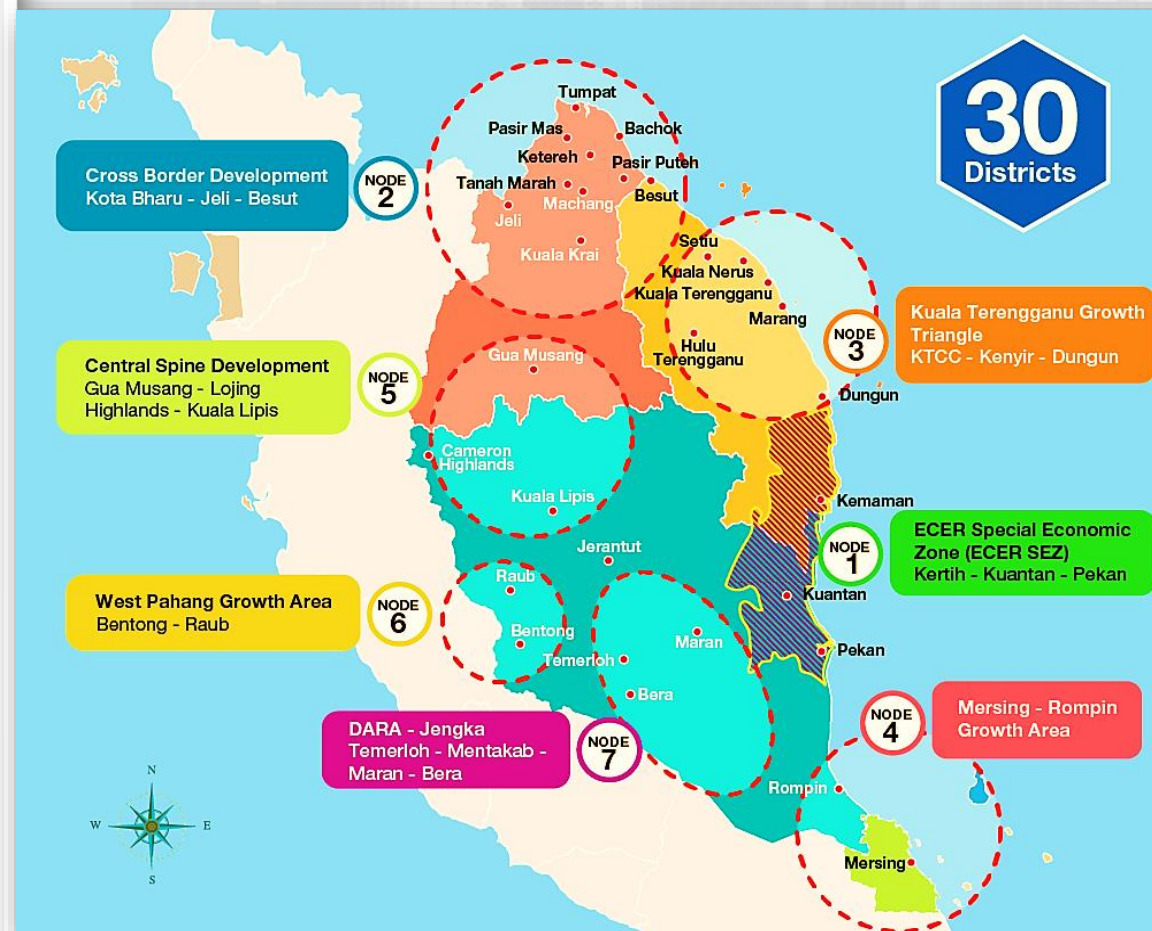 30
Districts
Tumpat
Pasir Mas
Bachok
Ketereh
Pasir Puteh
Tanah Marah
Machang
Besut
Jeli
Kuala Krai
Cross Border Development
Kota Bharu - Jeli - Besut
NODE
2
Setiu
Kuala Nerus
Kuala Terengganu
Marang
Hulu
Terengganu
Dungun
NODE
3
Kuala Terengganu Growth
Triangle
KTCC - Kenyir - Dungun
Central Spine Development
Gua Musang - Lojing
Highlands - Kuala Lipis
NODE
5
Gua Musang
Cameron
Highlands
Kuala Lipis
Kemaman
NODE
1
ECER Special Economic
Zone (ECER SEZ)
Kertih - Kuantan - Pekan
Jerantut
Kuantan
Raub
Bentong
West Pahang Growth Area
Bentong - Raub
NODE
6
Maran
Temerloh
Bera
Pekan
DARA - Jengka
Temerloh - Mentakab -
Maran - Bera
NODE
7
NODE
4
Mersing - Rompin
Growth Area
Rompin
Mersing
N
W
E
S